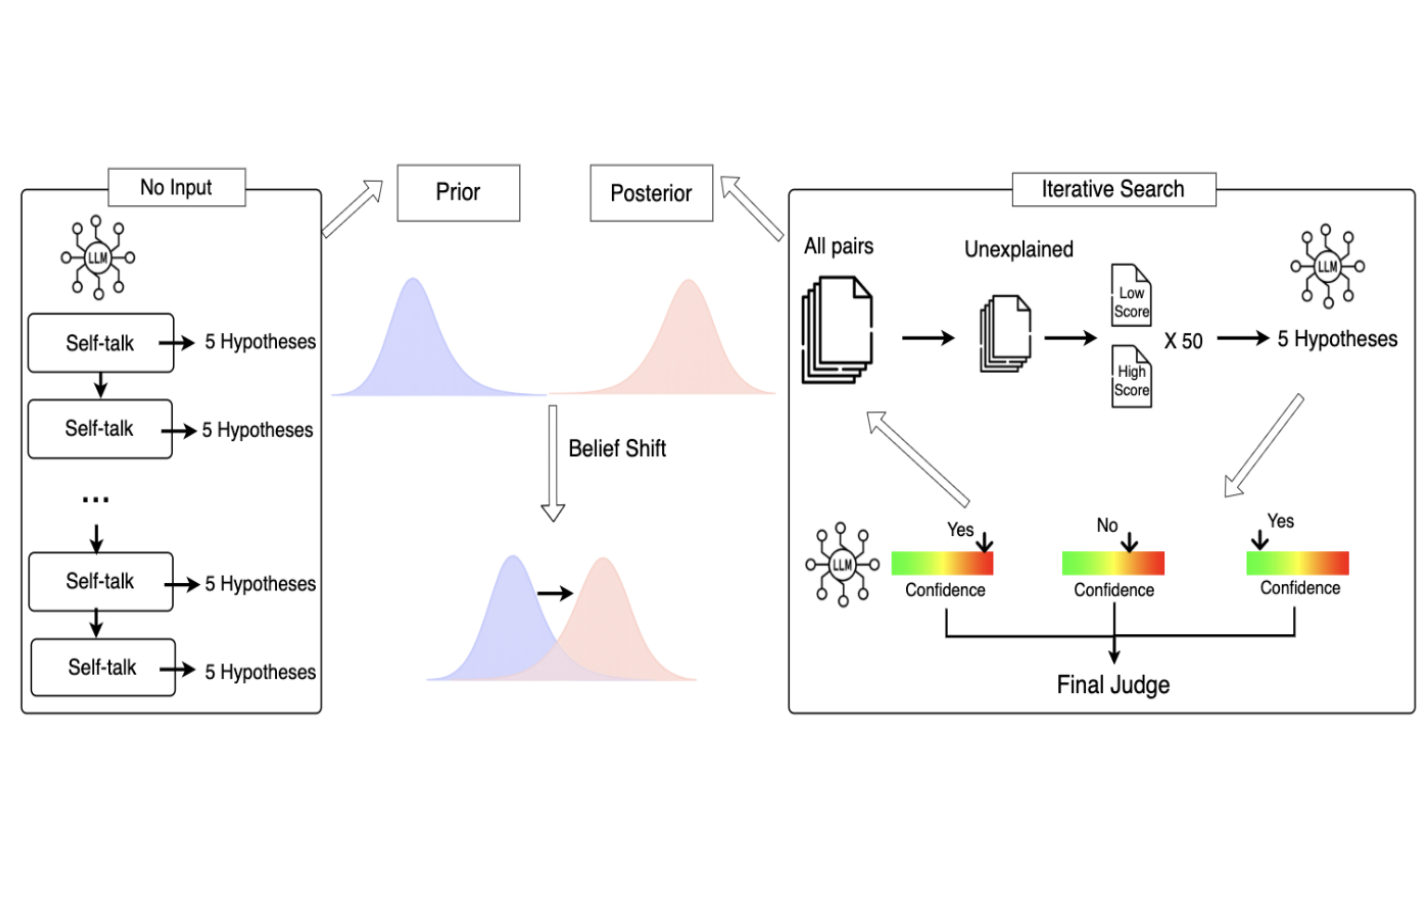 No Input
LLM
Self-talk
5 Hypotheses
Self-talk
5 Hypotheses
...
Self-talk
5 Hypotheses
Self-talk
5 Hypotheses
Prior
Posterior
Belief Shift
Iterative Search
All pairs
Unexplained
Low
Score
High
Score
X 50
LLM
5 Hypotheses
LLM
Yes
Confidence
No
Confidence
Yes
Confidence
Final Judge